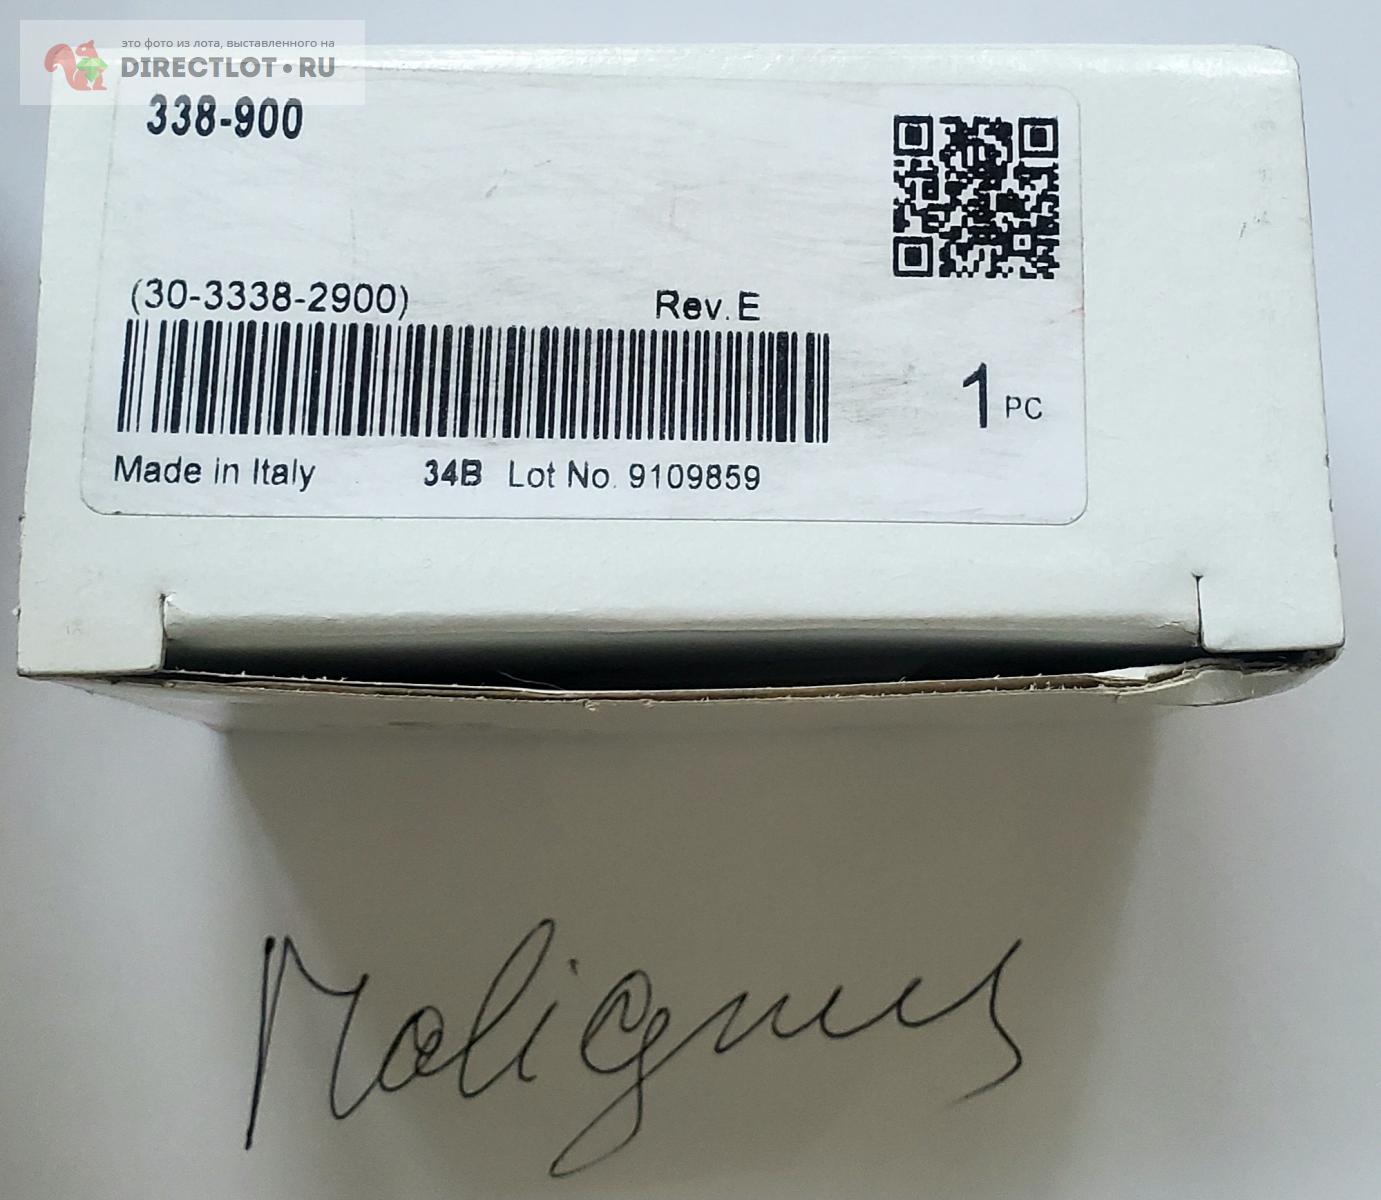 это фото из лота, выставленного на
DIRECTLOT.RU
338-900
(30-3338-2900) Rev. E
1 PC
Made in Italy 34B Lot No. 9109859
Malignus